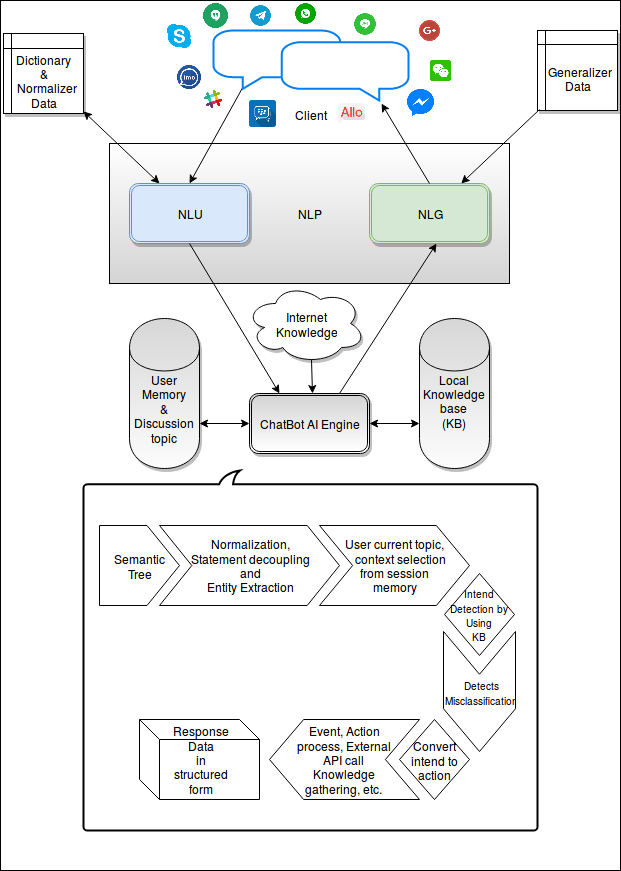 Dictionary
&
Normalizer
Data
imo
G+
Client
Allo
Generalizer
Data
NLU
NLP
NLG
Internet
Knowledge
User
Memory
&
Discussion
topic
ChatBot AI Engine
Local
Knowledge
base
(KB)
Semantic
Tree
Normalization,
Statement decoupling
and
Entity Extraction
User current topic,
context selection
from session
memory
Intend
Detection by
Using
KB
Detects
Misclassification
Convert
intend to
action
Event, Action
process, External
API call
Knowledge
gathering, etc.
Response
Data
in
structured
form